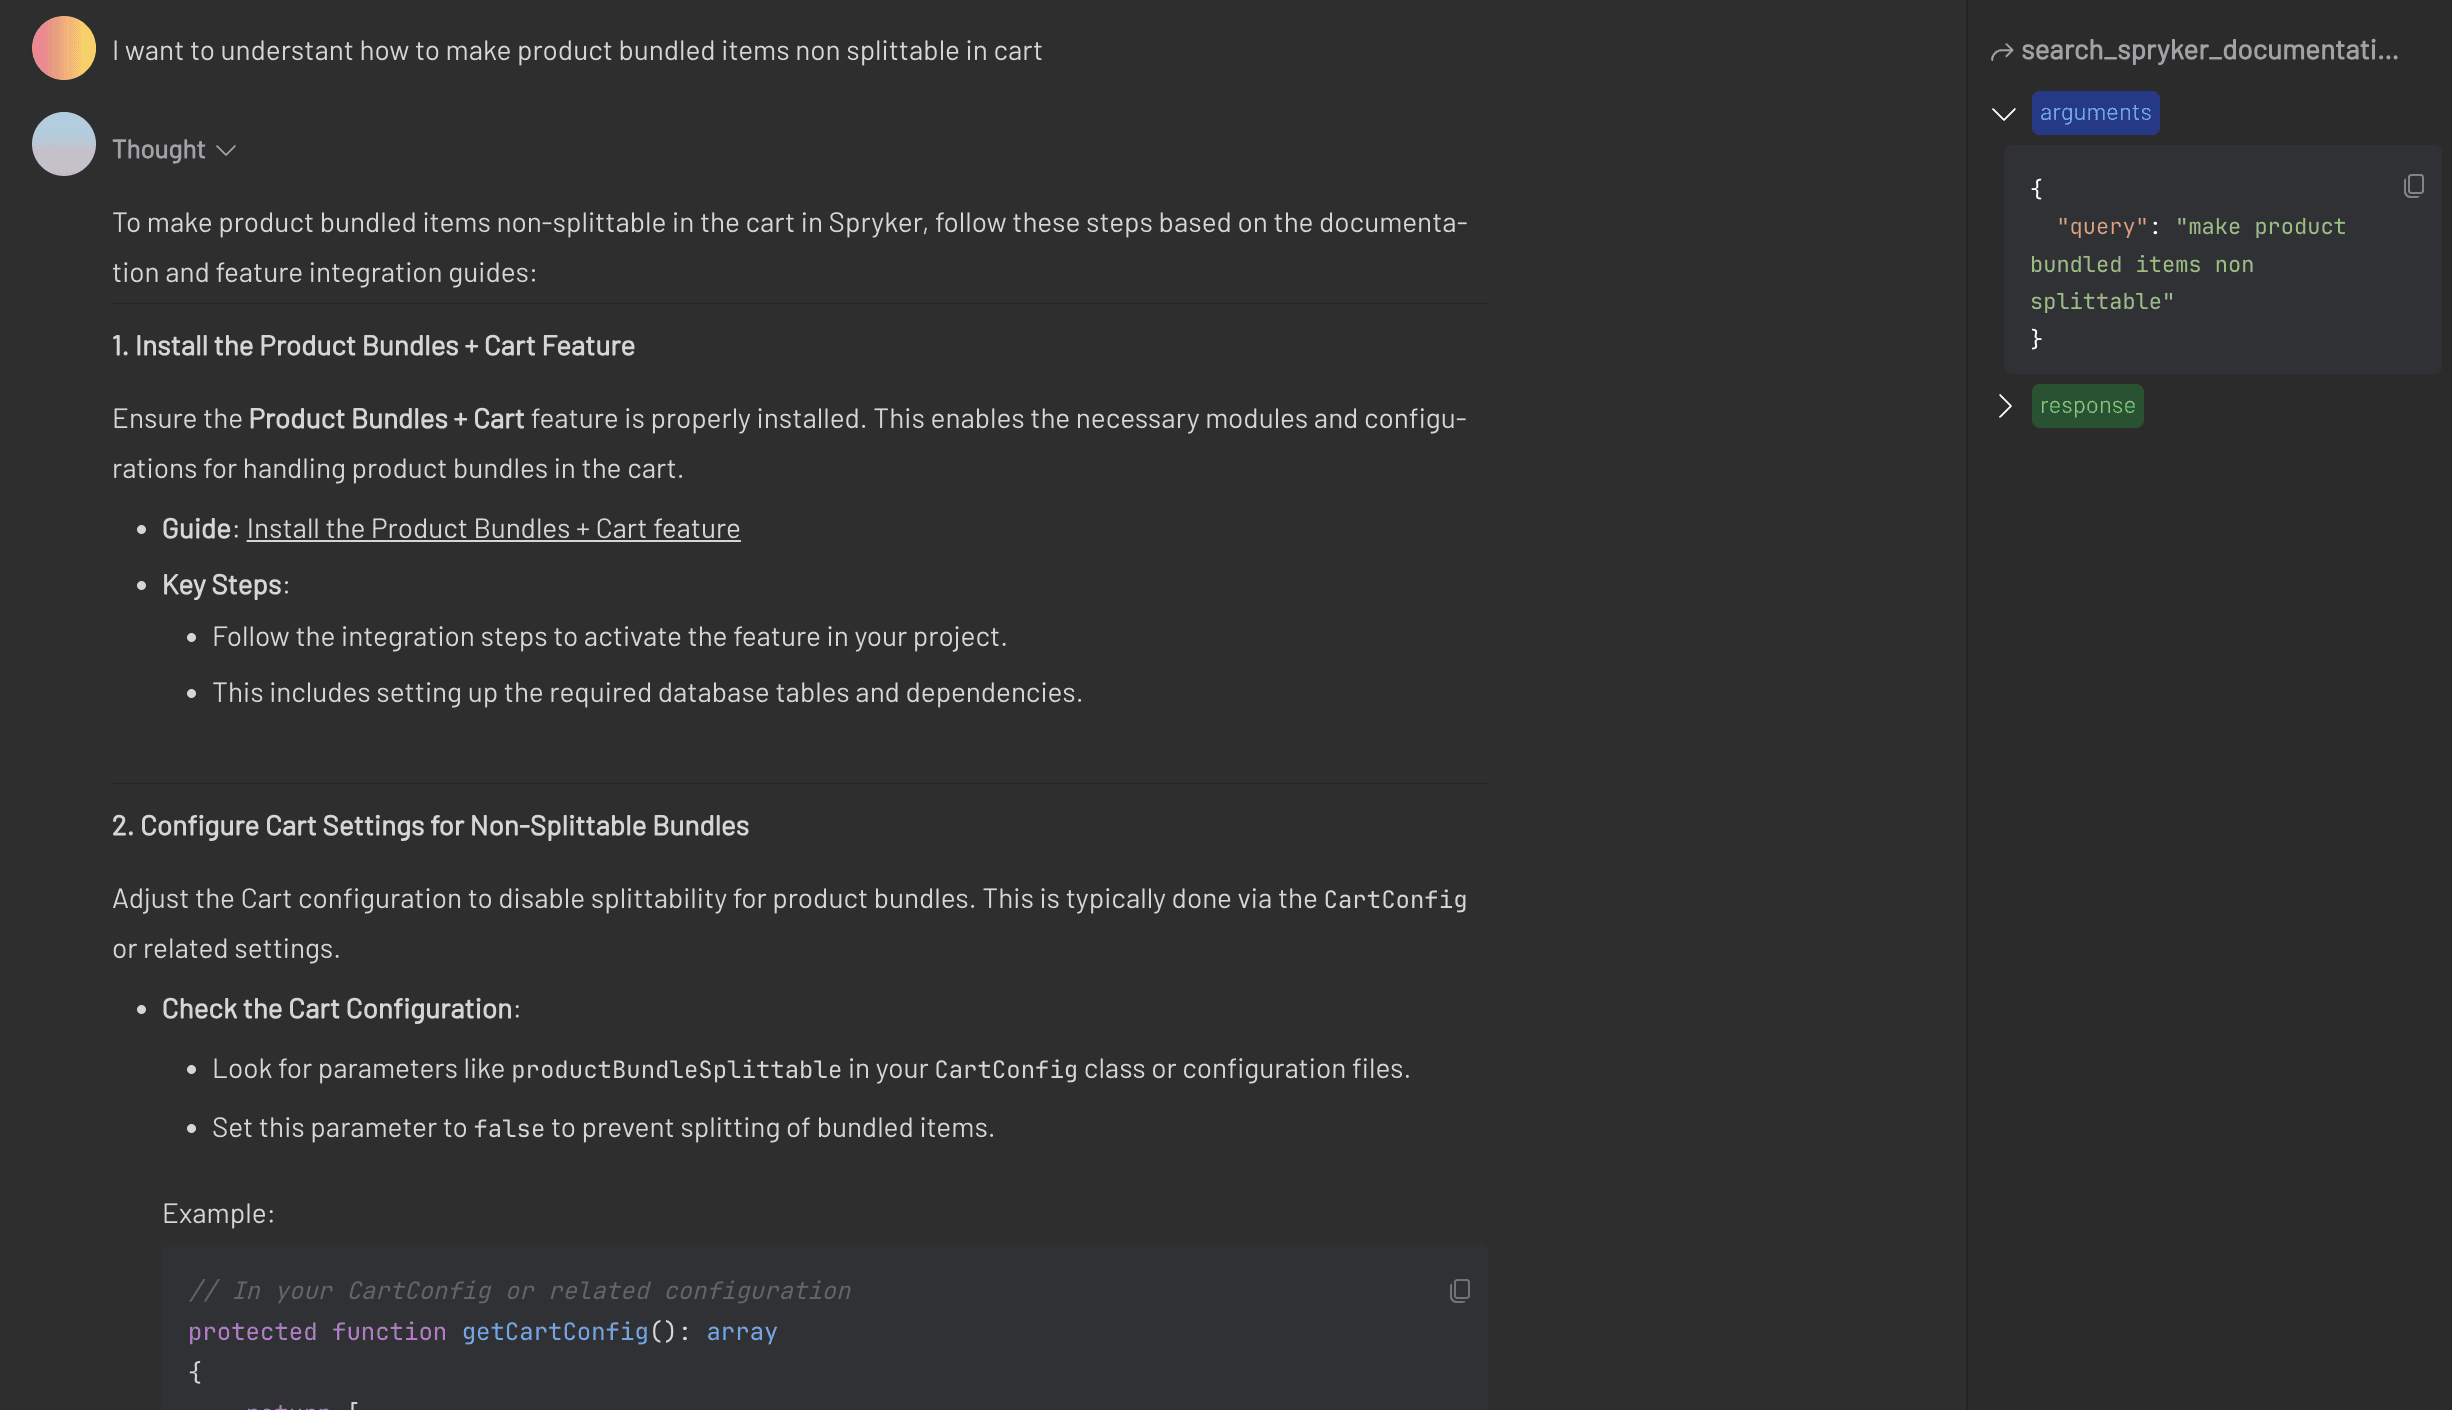 I want to understant how to make product bundled items non splittable in cart
Thought
To make product bundled items non-splittable in the cart in Spryker, follow these steps based on the documenta-
tion and feature integration guides:
1. Install the Product Bundles + Cart Feature
Ensure the Product Bundles + Cart feature is properly installed. This enables the necessary modules and configu-
rations for handling product bundles in the cart.
• Guide: Install the Product Bundles + Cart feature
• Key Steps:
• Follow the integration steps to activate the feature in your project.
• This includes setting up the required database tables and dependencies.
2. Configure Cart Settings for Non-Splittable Bundles
Adjust the Cart configuration to disable splittability for product bundles. This is typically done via the CartConfig
or related settings.
• Check the Cart Configuration:
• Look for parameters like productBundleSplittable in your CartConfig class or configuration files.
• Set this parameter to false to prevent splitting of bundled items.
Example:
// In your CartConfig or related configuration
protected function getCartConfig(): array
{
return [
search_spryker_documentati...
arguments
{
"query": "make product
bundled items non
splittable"
}
response